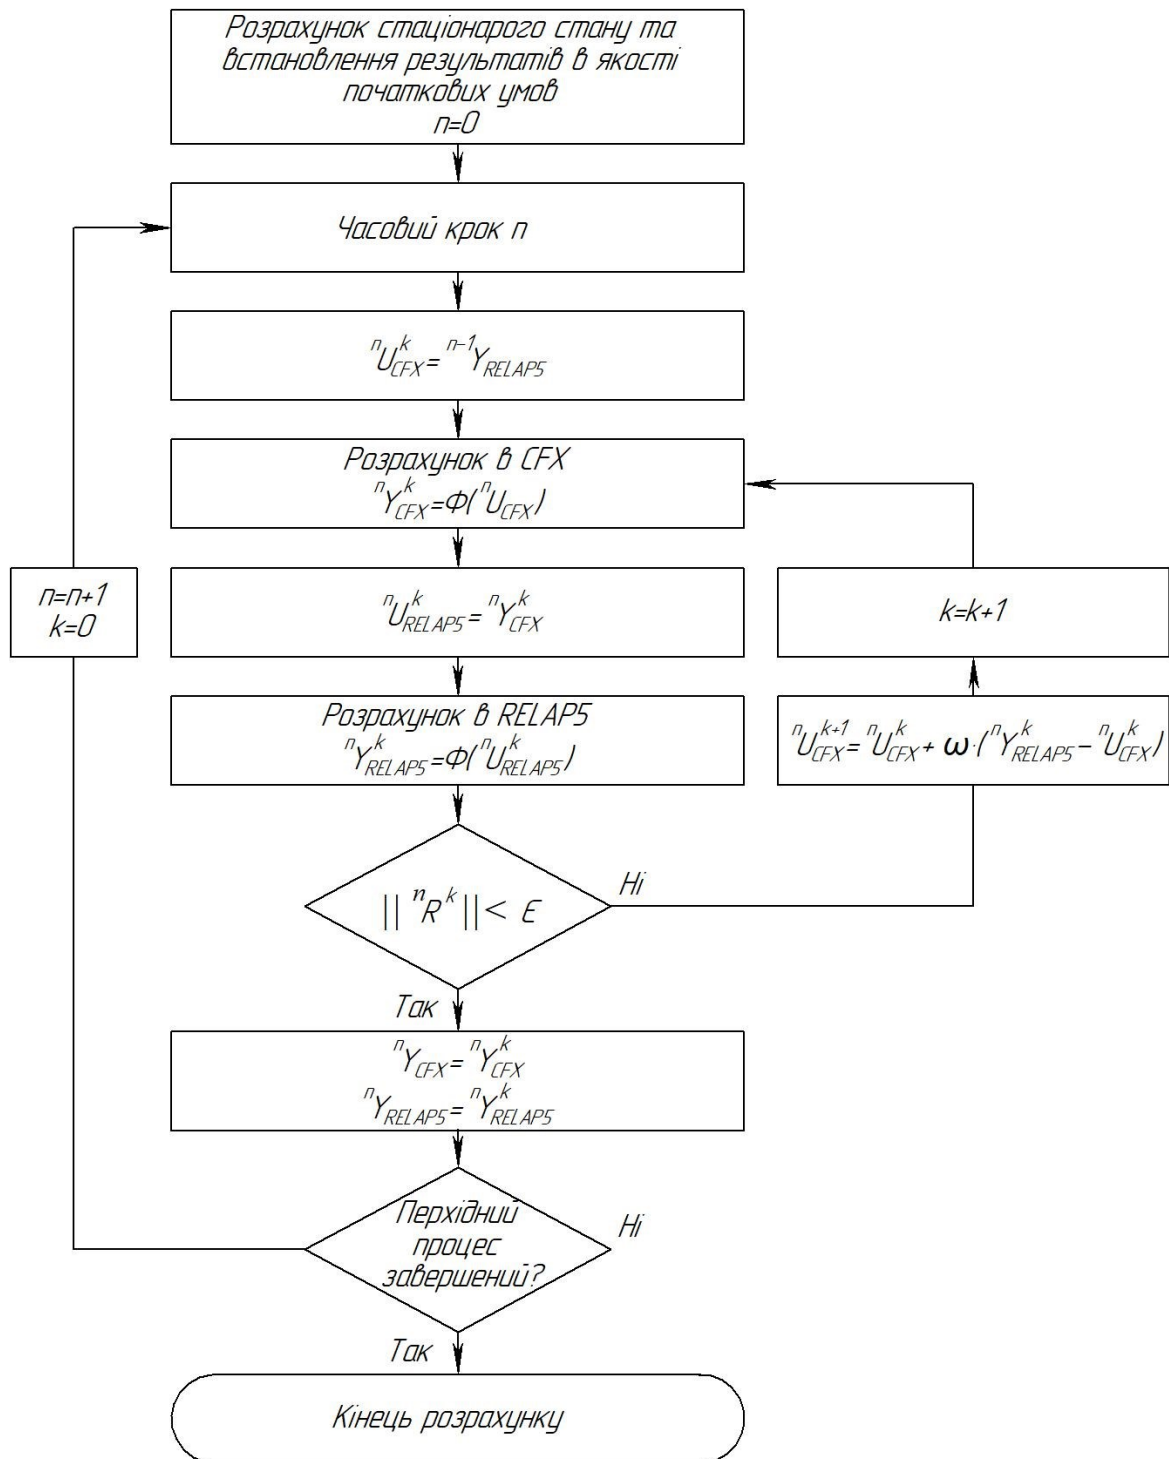 Розрахунок стаціонарого стану та
встановлення результатів в якості
початкових умов
n=0
Часовий крок n
ⁿU^k_CFX = ⁿ⁻¹Y_RELAP5
Розрахунок в CFX
ⁿY^k_CFX=Φ(ⁿU_CFX)
n=n+1
k=0
ⁿU^k_RELAP5 = ⁿY^k_CFX
k=k+1
Розрахунок в RELAP5
ⁿY^k_RELAP5=Φ(ⁿU^k_RELAP5)
ⁿU^k+1_CFX = ⁿU^k_CFX + ω·(ⁿY^k_RELAP5 − ⁿU^k_CFX)
|| ⁿR^k || < Е
Ні
Так
ⁿY_CFX = ⁿY^k_CFX
ⁿY_RELAP5 = ⁿY^k_RELAP5
Перхідний
процес
завершений?
Ні
Так
Кінець розрахунку